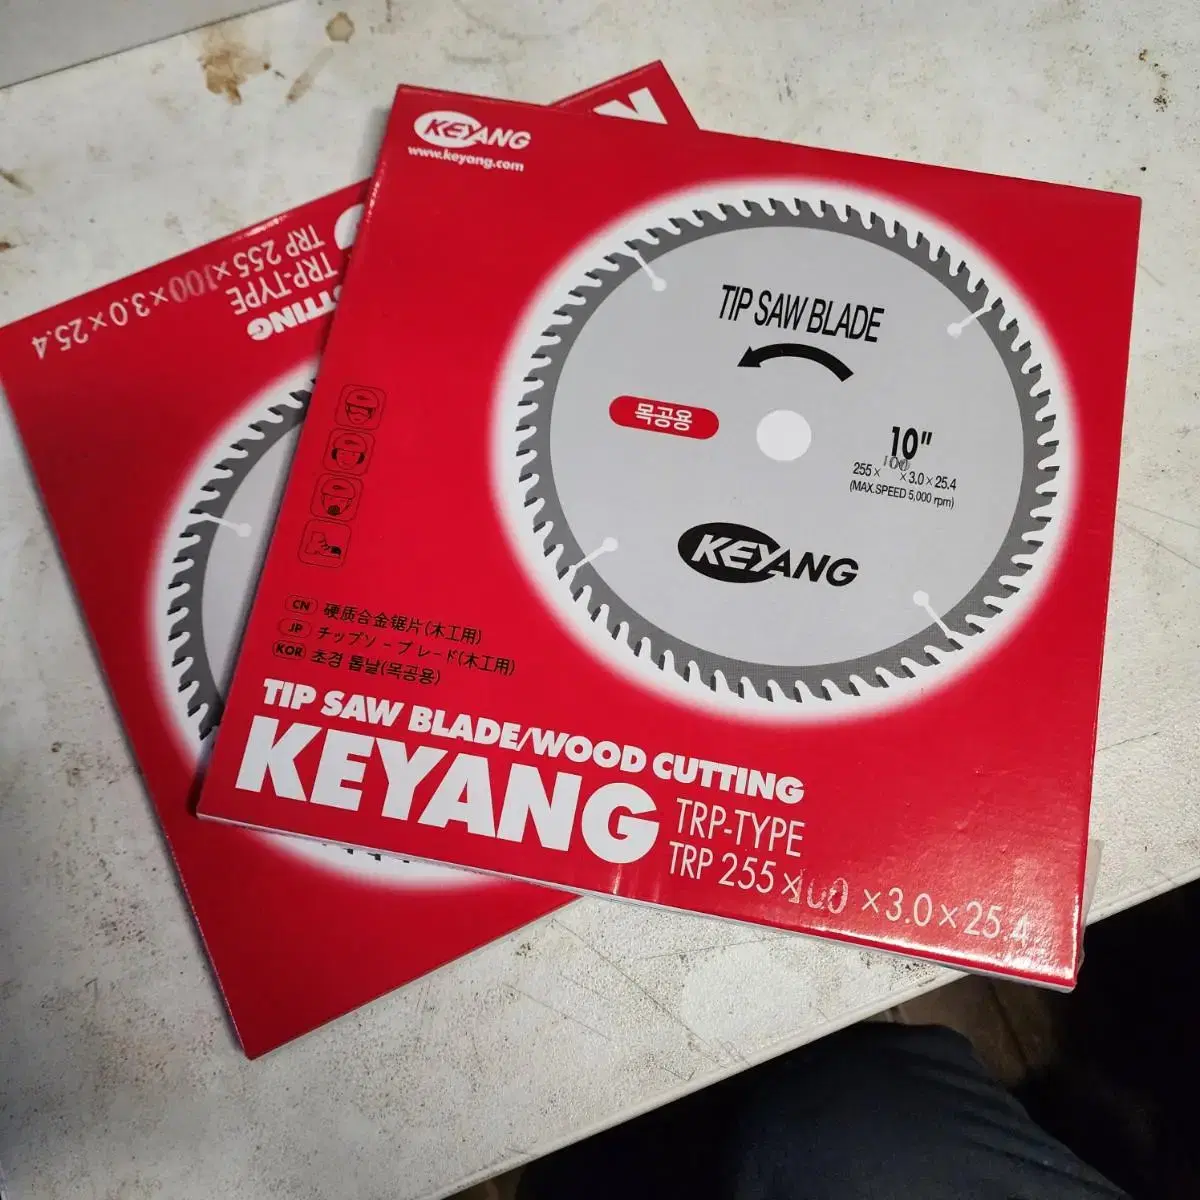 KEYANG
www.keyang.com
TIP SAW BLADE
목공용
10"
100
255× ×3.0×25.4
(MAX.SPEED 5,000 rpm)
KEYANG
CN 硬质合金锯片(木工用)
JP チップソ-ブレ-ド(木工用)
KOR 초경 톱날(목공용)
TIP SAW BLADE/WOOD CUTTING
KEYANG
TRP-TYPE
TRP 255×100×3.0×25.4
TTING
TRP-TYPE
TRP 255×100×3.0×25.4